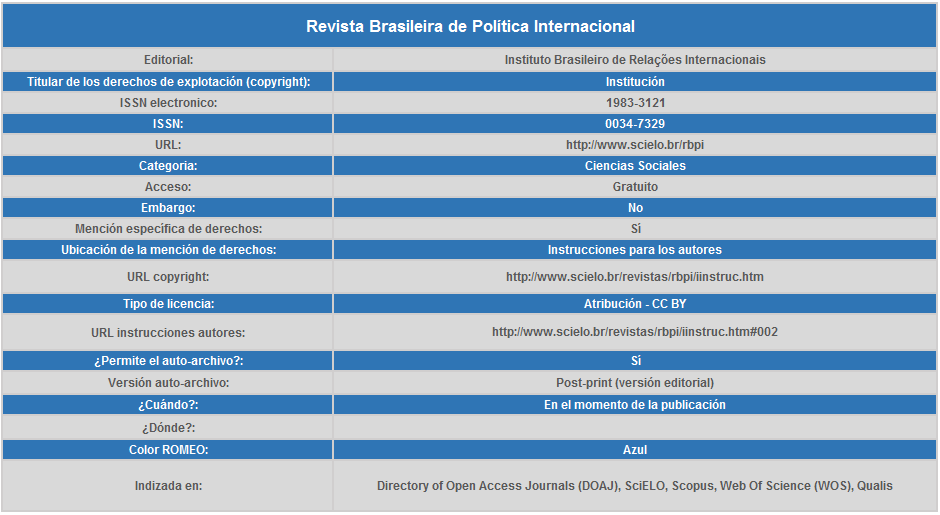 Revista Brasileira de Política Internacional
Editorial: Instituto Brasileiro de Relações Internacionais
Titular de los derechos de explotación (copyright): Institución
ISSN electronico: 1983-3121
ISSN: 0034-7329
URL: http://www.scielo.br/rbpi
Categoria: Ciencias Sociales
Acceso: Gratuito
Embargo: No
Mención específica de derechos: Sí
Ubicación de la mención de derechos: Instrucciones para los autores
URL copyright: http://www.scielo.br/revistas/rbpi/iinstruc.htm
Tipo de licencia: Atribución - CC BY
URL instrucciones autores: http://www.scielo.br/revistas/rbpi/iinstruc.htm#002
¿Permite el auto-archivo?: Sí
Versión auto-archivo: Post-print (versión editorial)
¿Cuándo?: En el momento de la publicación
¿Dónde?:
Color ROMEO: Azul
Indizada en: Directory of Open Access Journals (DOAJ), SciELO, Scopus, Web Of Science (WOS), Qualis